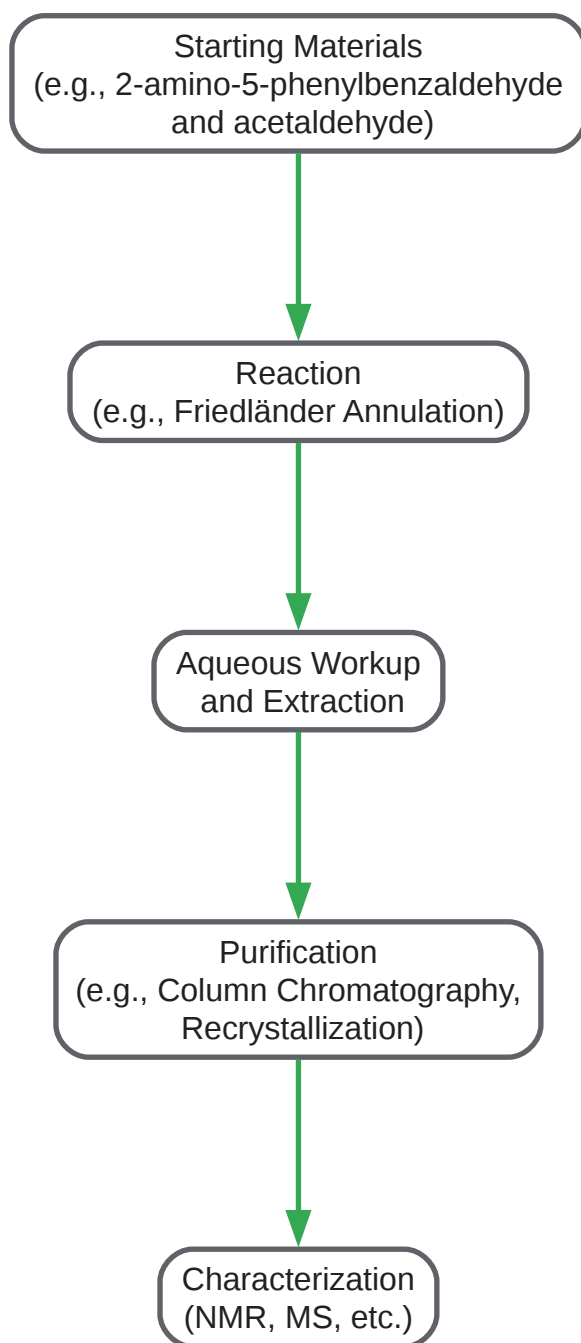 Starting Materials
(e.g., 2-amino-5-phenylbenzaldehyde
and acetaldehyde)
Reaction
(e.g., Friedländer Annulation)
Aqueous Workup
and Extraction
Purification
(e.g., Column Chromatography,
Recrystallization)
Characterization
(NMR, MS, etc.)